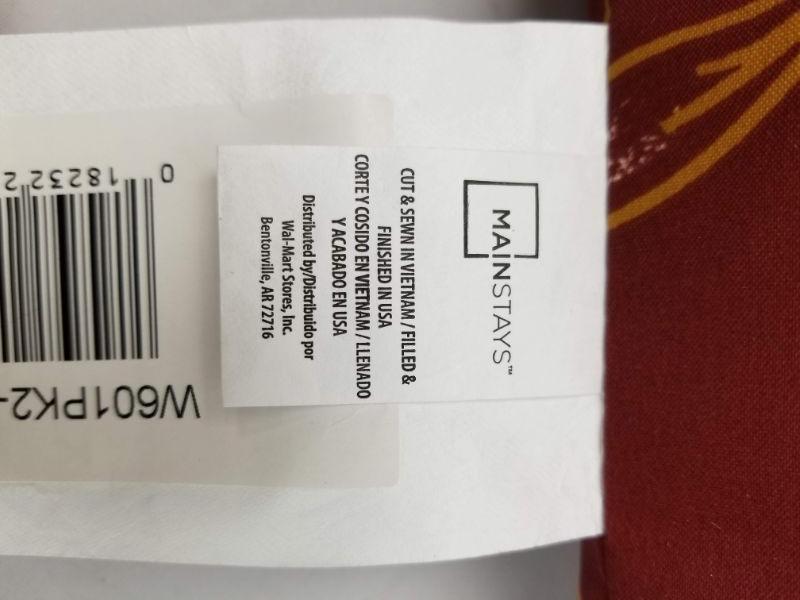 MAINSTAYS™
CUT & SEWN IN VIETNAM / FILLED &
FINISHED IN USA
CORTE Y COSIDO EN VIETNAM / LLENADO
Y ACABADO EN USA
Distributed by/Distribuido por
Wal-Mart Stores, Inc.
Bentonville, AR 72716
W601PK2-
0 18232 2